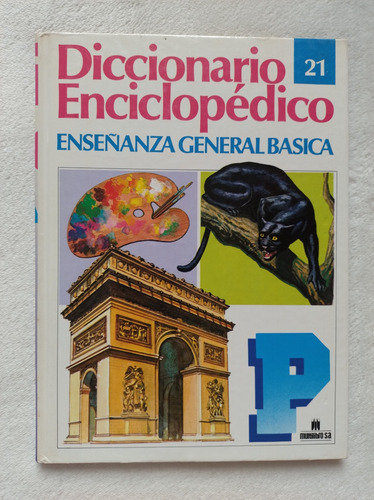 Diccionario
21
Enciclopédico
ENSEÑANZA GENERAL BASICA
P